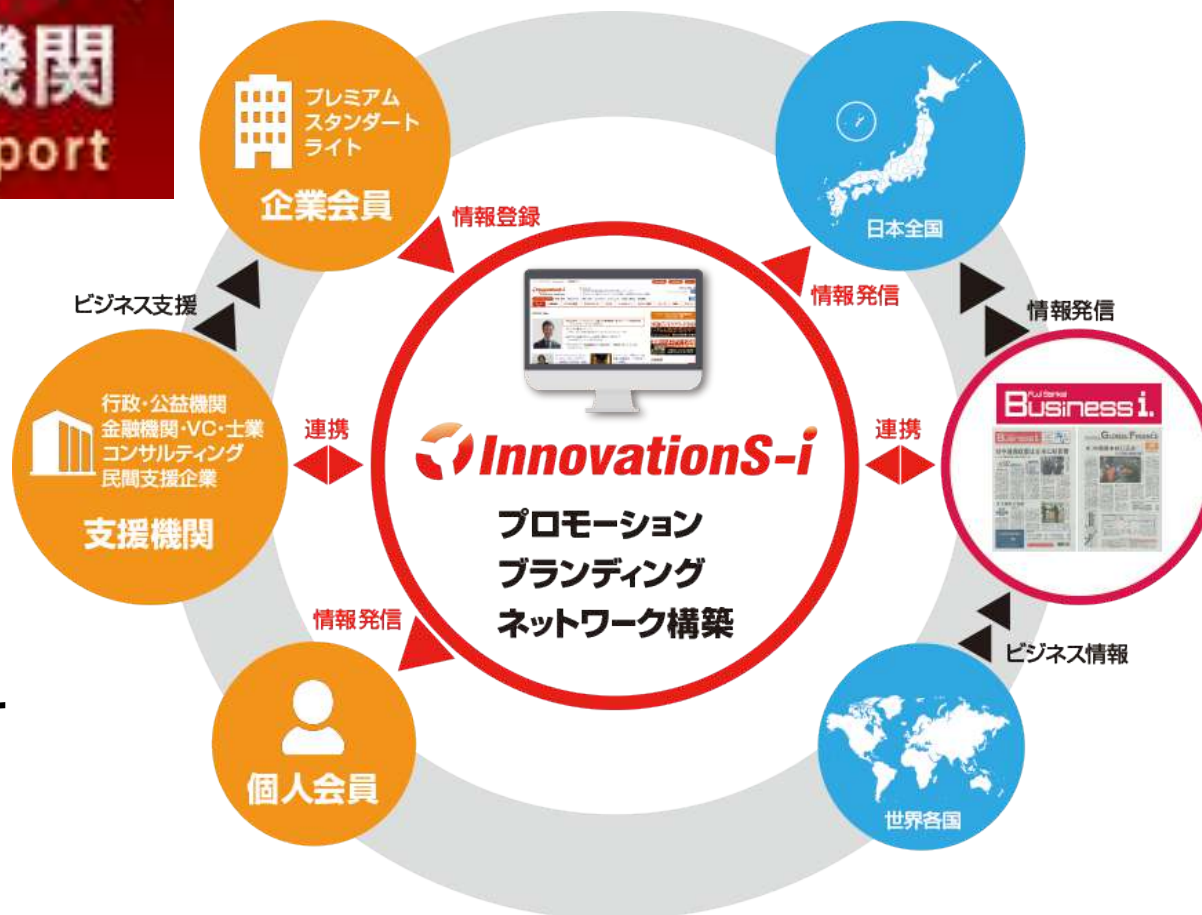 機関
port
プレミアム
スタンダート
ライト
企業会員
情報登録
日本全国
情報発信
情報発信
ビジネス支援
行政・公益機関
金融機関・VC・士業
コンサルティング
民間支援企業
支援機関
連携
InnovationS-i
プロモーション
ブランディング
ネットワーク構築
連携
Fuji Sankei
Business i.
情報発信
個人会員
ビジネス情報
世界各国